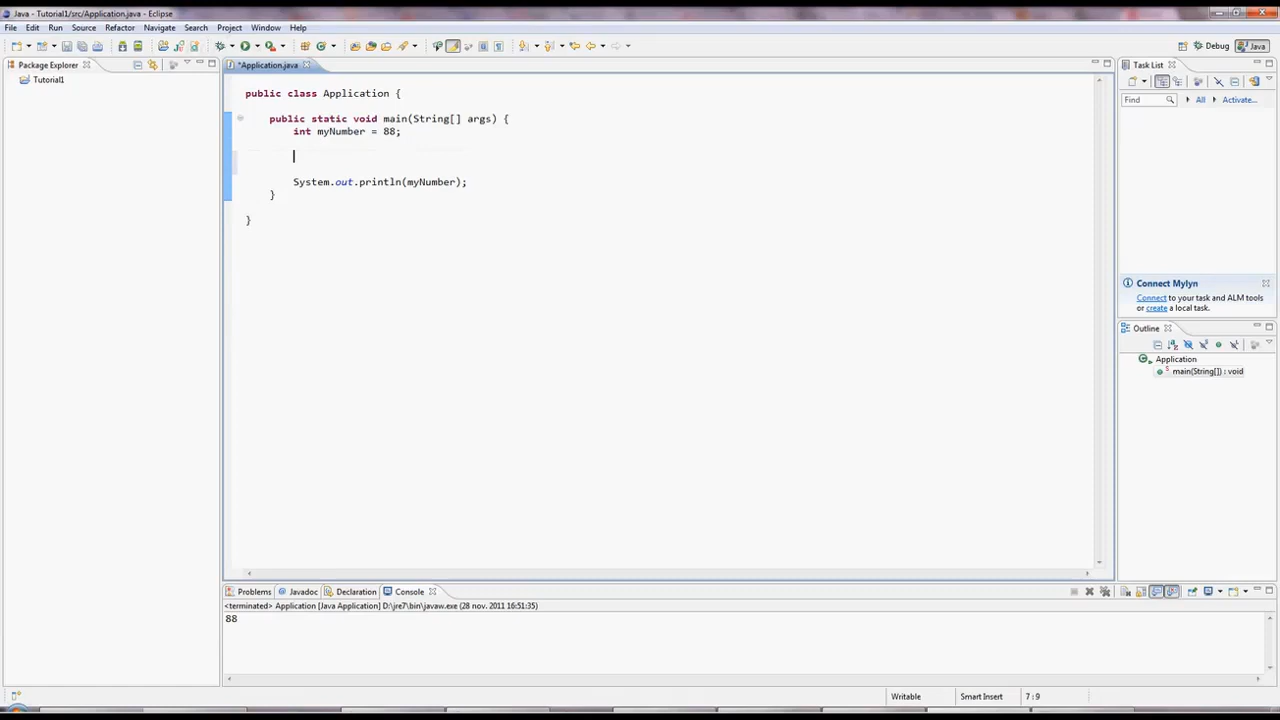 Java - Tutorial1/src/Application.java - Eclipse
File Edit Run Source Refactor Navigate Search Project Window Help
Debug Java
Package Explorer
*Application.java
Task List
Tutorial1
Find All Activate...
public class Application {
public static void main(String[] args) {
int myNumber = 88;
System.out.println(myNumber);
}
}
Connect Mylyn
Connect to your task and ALM tools
or create a local task.
Outline
Application
main(String[]) : void
Problems Javadoc Declaration Console
<terminated> Application [Java Application] D:\jre7\bin\javaw.exe (28 nov. 2011 16:51:35)
88
Writable Smart Insert 7 : 9